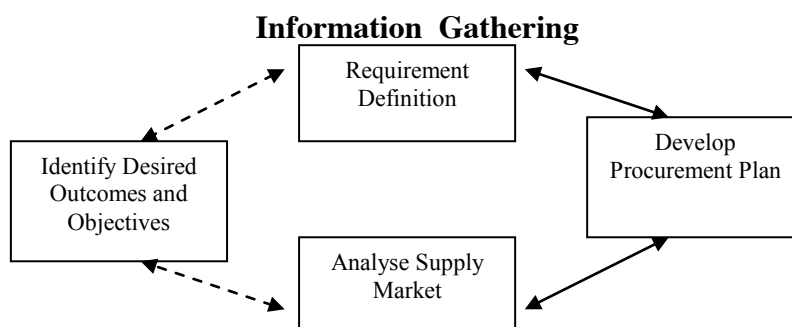 Information Gathering
Requirement
Definition
Identify Desired
Outcomes and
Objectives
Develop
Procurement Plan
Analyse Supply
Market